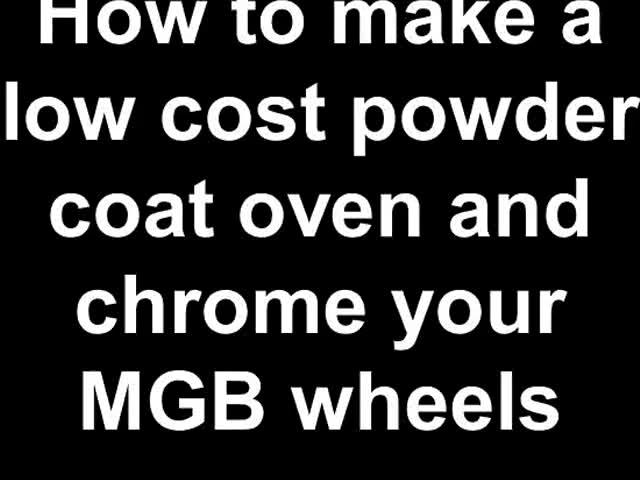 How to make a
low cost powder
coat oven and
chrome your
MGB wheels